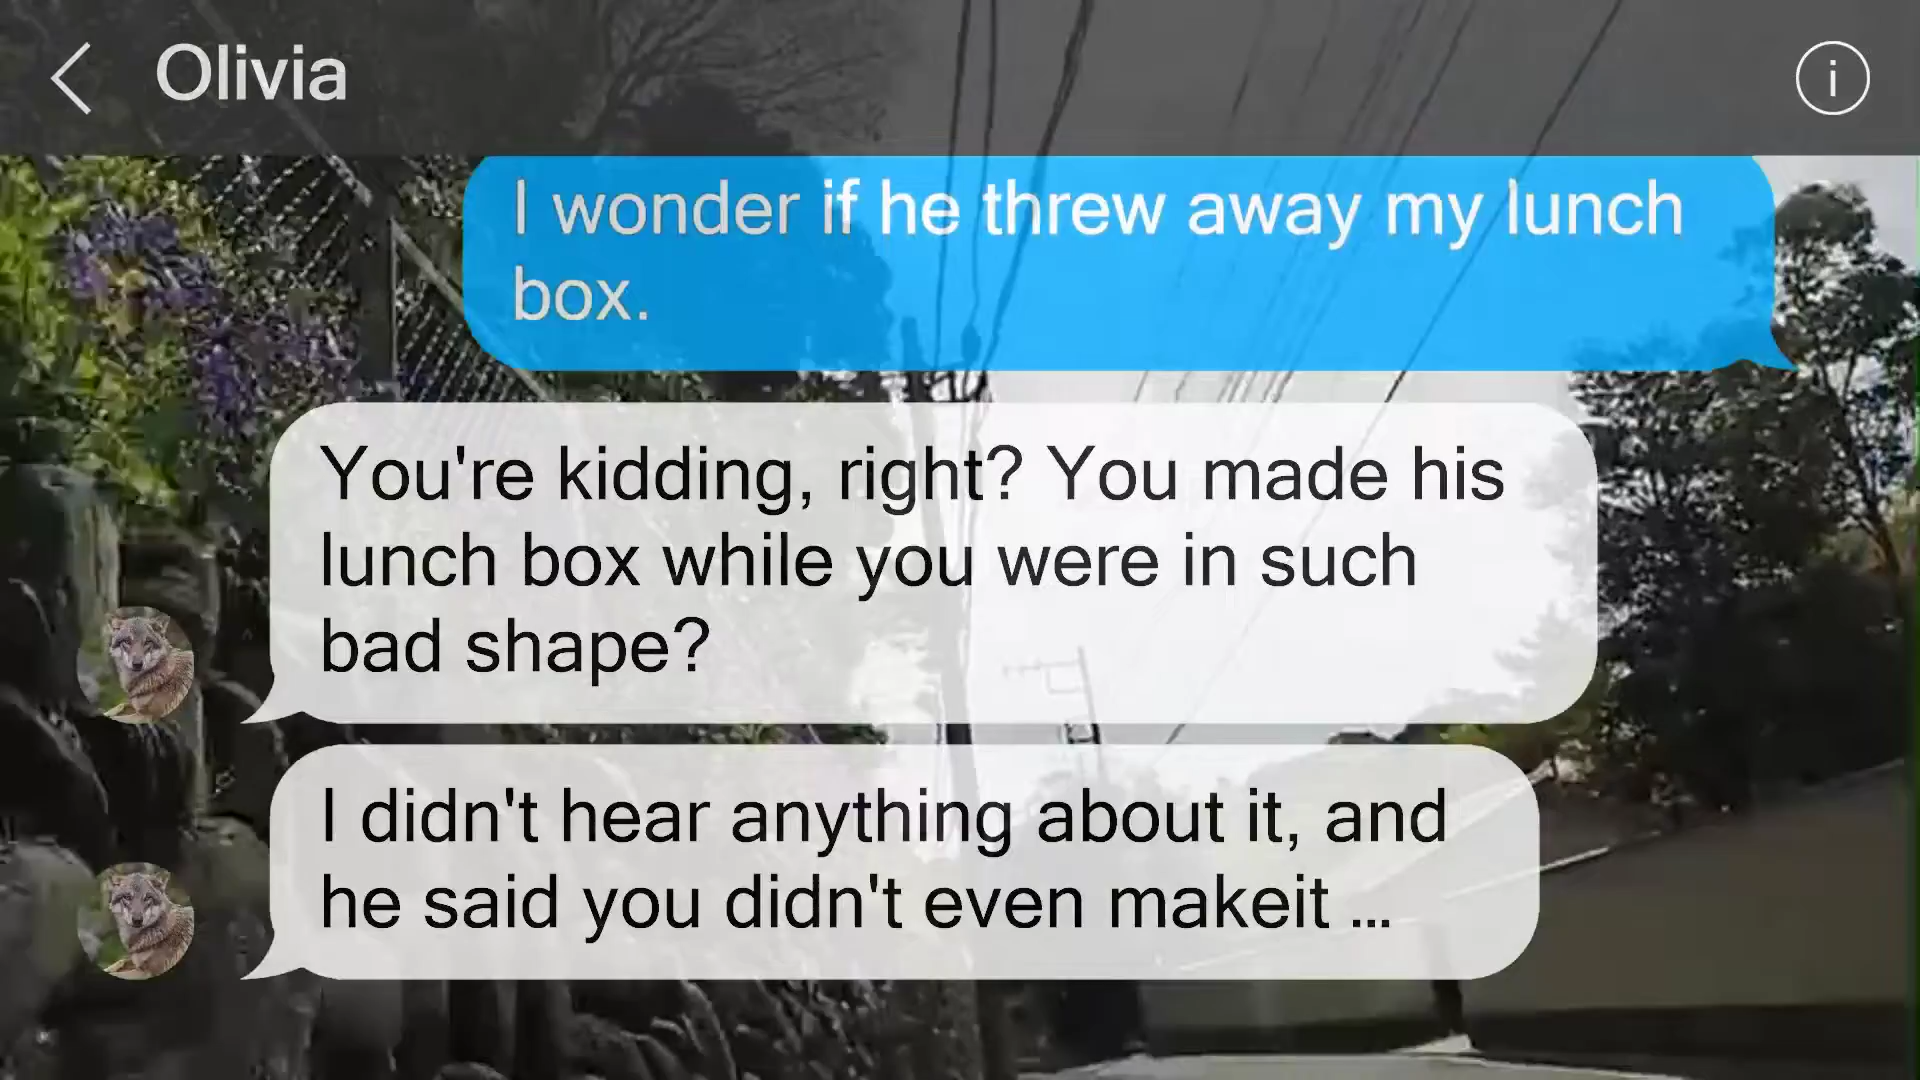 Olivia
I wonder if he threw away my lunch
box.
You're kidding, right? You made his
lunch box while you were in such
bad shape?
I didn't hear anything about it, and
he said you didn't even makeit ...